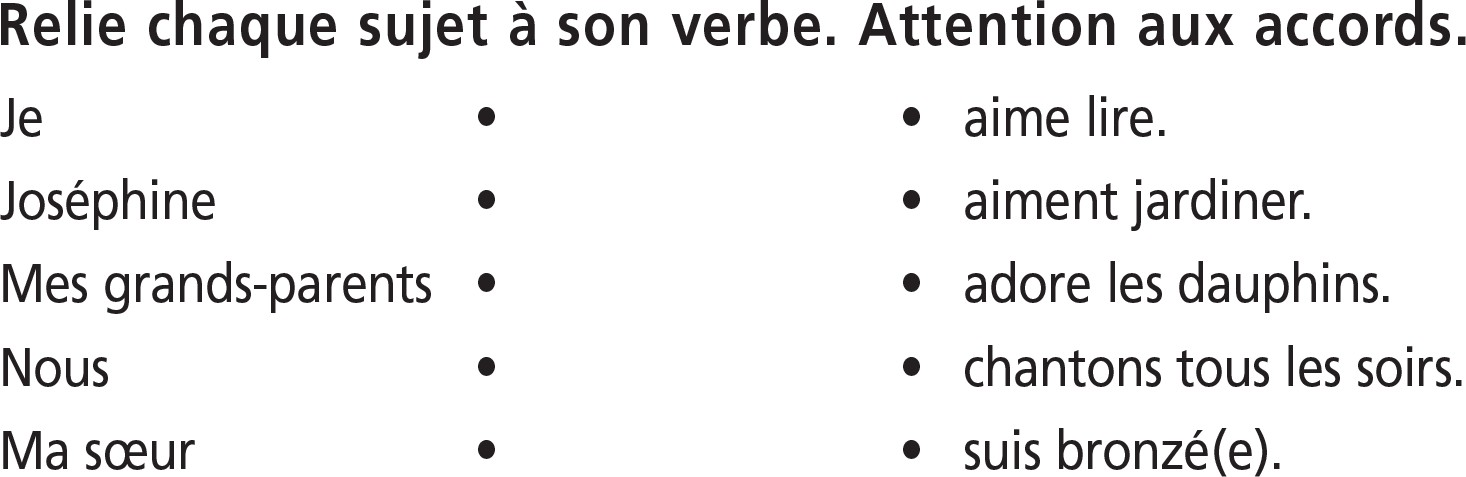 Relie chaque sujet à son verbe. Attention aux accords.
Je • • aime lire.
Joséphine • • aiment jardiner.
Mes grands-parents • • adore les dauphins.
Nous • • chantons tous les soirs.
Ma sœur • • suis bronzé(e).